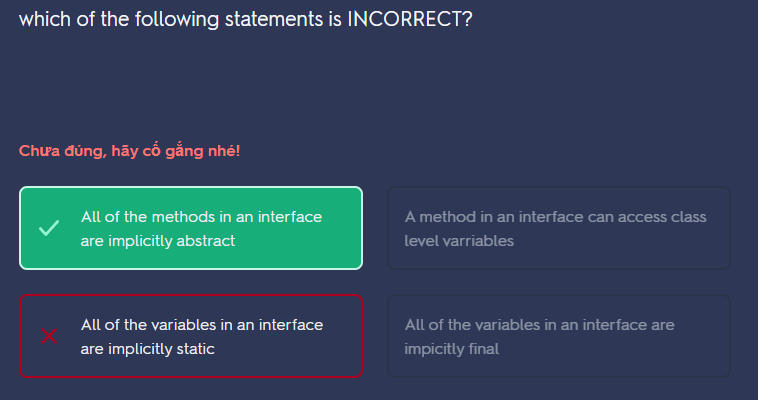 which of the following statements is INCORRECT?
Chưa đúng, hãy cố gắng nhé!
All of the methods in an interface
are implicitly abstract
A method in an interface can access class
level varriables
All of the variables in an interface
are implicitly static
All of the variables in an interface are
impicitly final